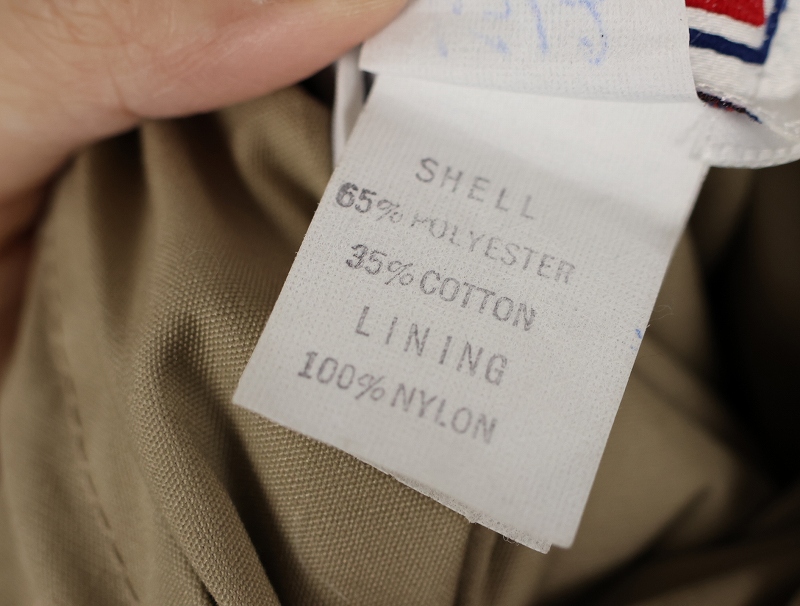 SHELL
65% POLYESTER
35% COTTON
LINING
100% NYLON